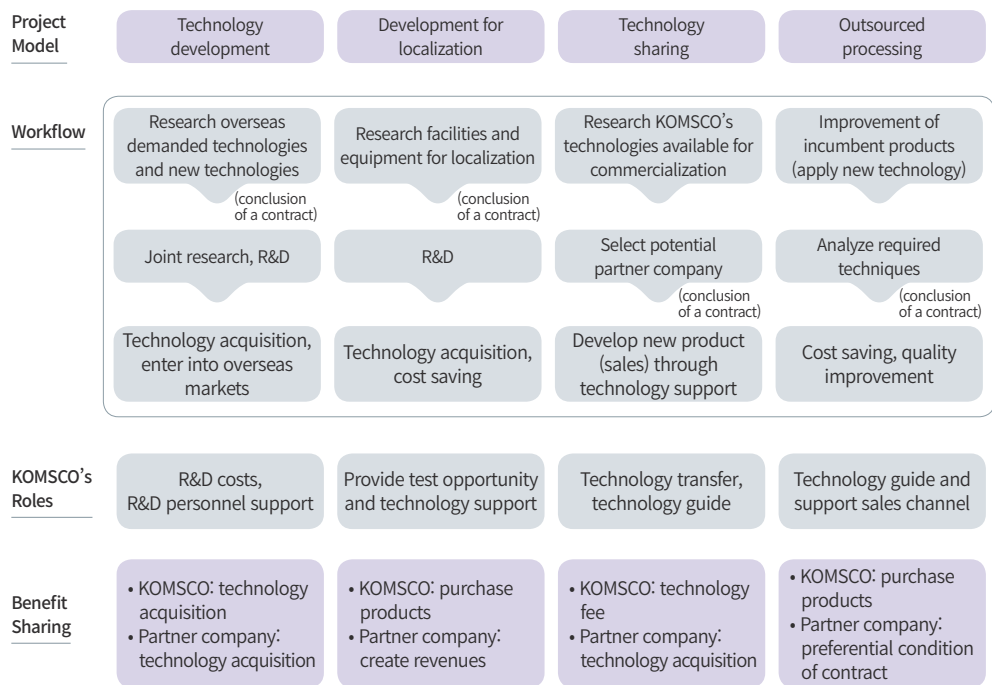 Project
Model
Technology
development
Development for
localization
Technology
sharing
Outsourced
processing
Workflow
Research overseas
demanded technologies
and new technologies
Research facilities and
equipment for localization
Research KOMSCO's
technologies available for
commercialization
Improvement of
incumbent products
(apply new technology)
(conclusion
of a contract)
(conclusion
of a contract)
Joint research, R&D
R&D
Select potential
partner company
Analyze required
techniques
(conclusion
of a contract)
(conclusion
of a contract)
Technology acquisition,
enter into overseas
markets
Technology acquisition,
cost saving
Develop new product
(sales) through
technology support
Cost saving, quality
improvement
KOMSCO's
Roles
R&D costs,
R&D personnel support
Provide test opportunity
and technology support
Technology transfer,
technology guide
Technology guide and
support sales channel
Benefit
Sharing
• KOMSCO: technology
acquisition
• Partner company:
technology acquisition
• KOMSCO: purchase
products
• Partner company:
create revenues
• KOMSCO: technology
fee
• Partner company:
technology acquisition
• KOMSCO: purchase
products
• Partner company:
preferential condition
of contract